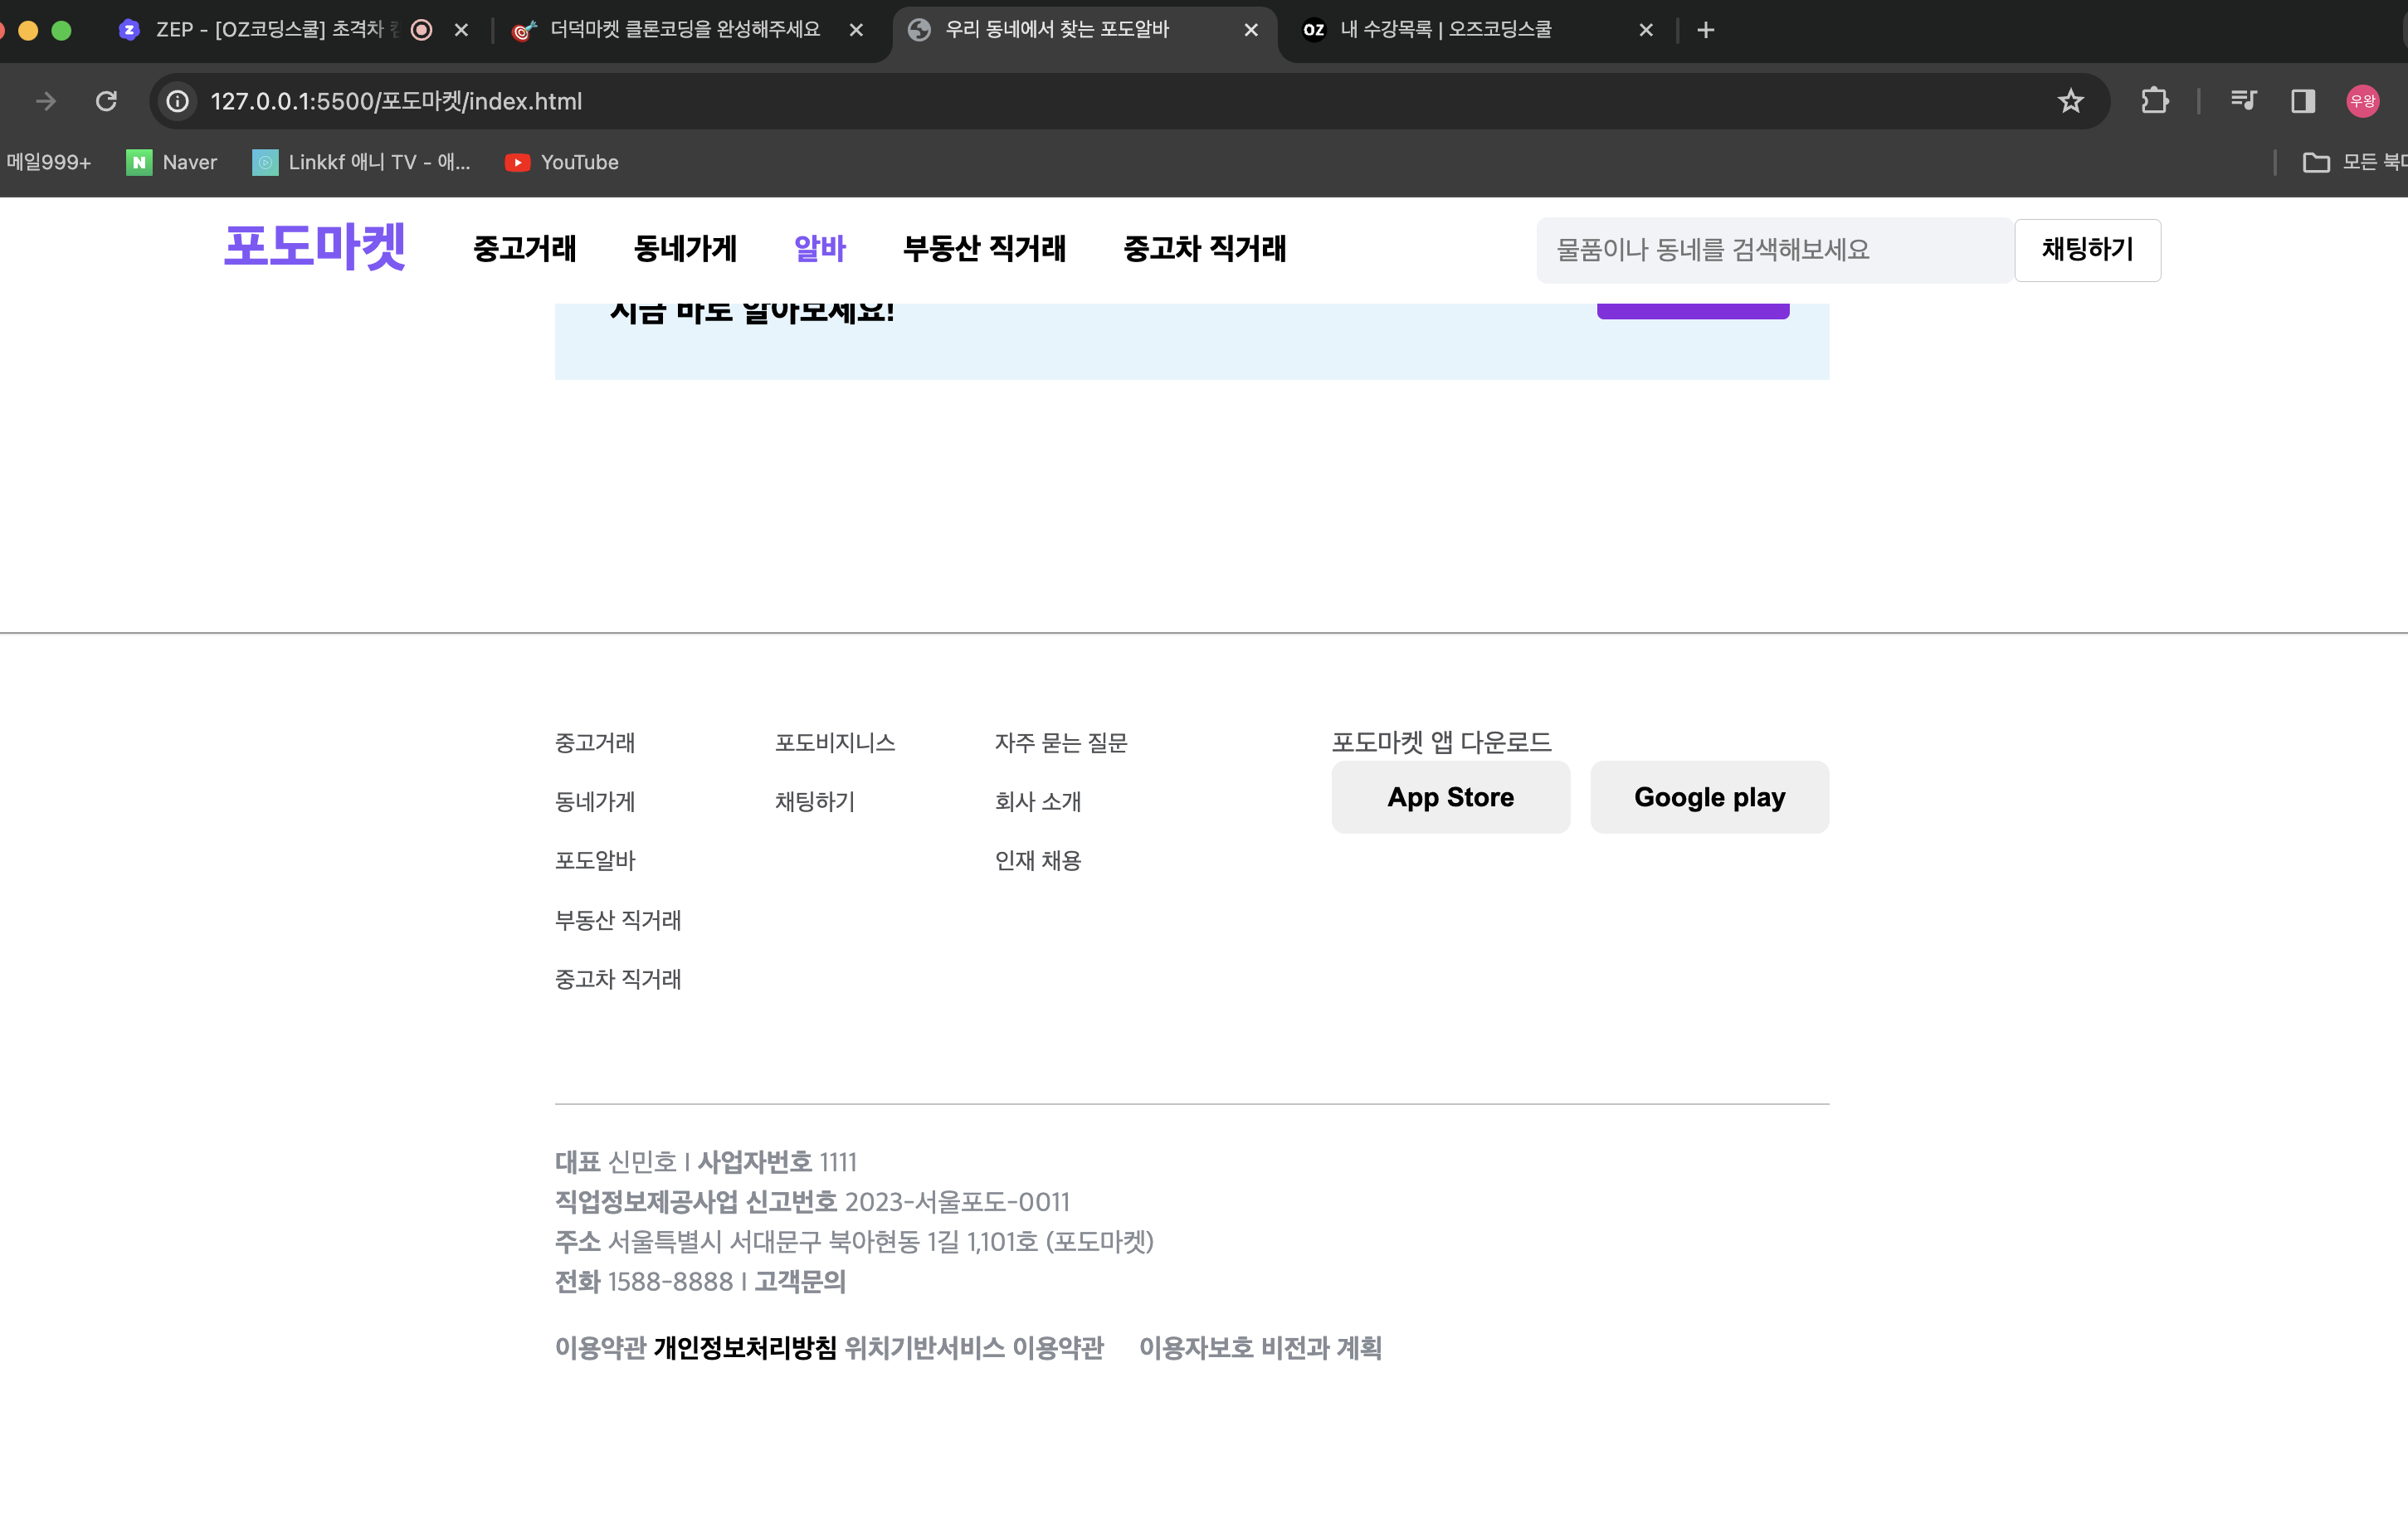 ZEP - [OZ코딩스쿨] 초격차
더덕마켓 클론코딩을 완성해주세요
우리 동네에서 찾는 포도알바
OZ 내 수강목록 | 오즈코딩스쿨
127.0.0.1:5500/포도마켓/index.html
우왕
메일999+
Naver
Linkkf 애니 TV - 애...
YouTube
모든 북마
포도마켓
중고거래
동네가게
알바
부동산 직거래
중고차 직거래
물품이나 동네를 검색해보세요
채팅하기
지금 바로 알아보세요!
중고거래
동네가게
포도알바
부동산 직거래
중고차 직거래
포도비지니스
채팅하기
자주 묻는 질문
회사 소개
인재 채용
포도마켓 앱 다운로드
App Store
Google play
대표 신민호 | 사업자번호 1111
직업정보제공사업 신고번호 2023-서울포도-0011
주소 서울특별시 서대문구 북아현동 1길 1,101호 (포도마켓)
전화 1588-8888 | 고객문의
이용약관 개인정보처리방침 위치기반서비스 이용약관 이용자보호 비전과 계획